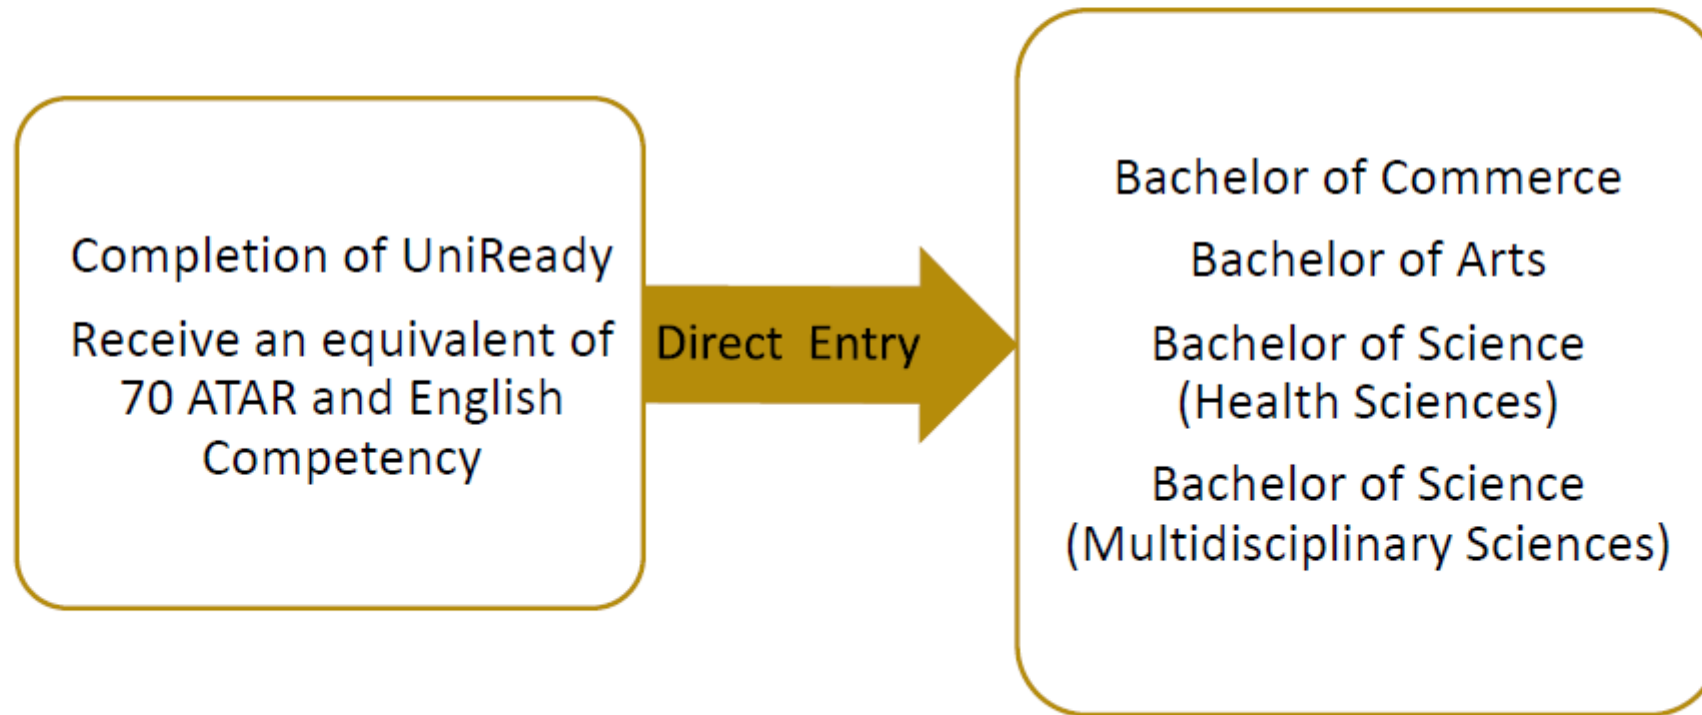 Completion of UniReady
Receive an equivalent of
70 ATAR and English
Competency
Direct Entry
Bachelor of Commerce
Bachelor of Arts
Bachelor of Science
(Health Sciences)
Bachelor of Science
(Multidisciplinary Sciences)